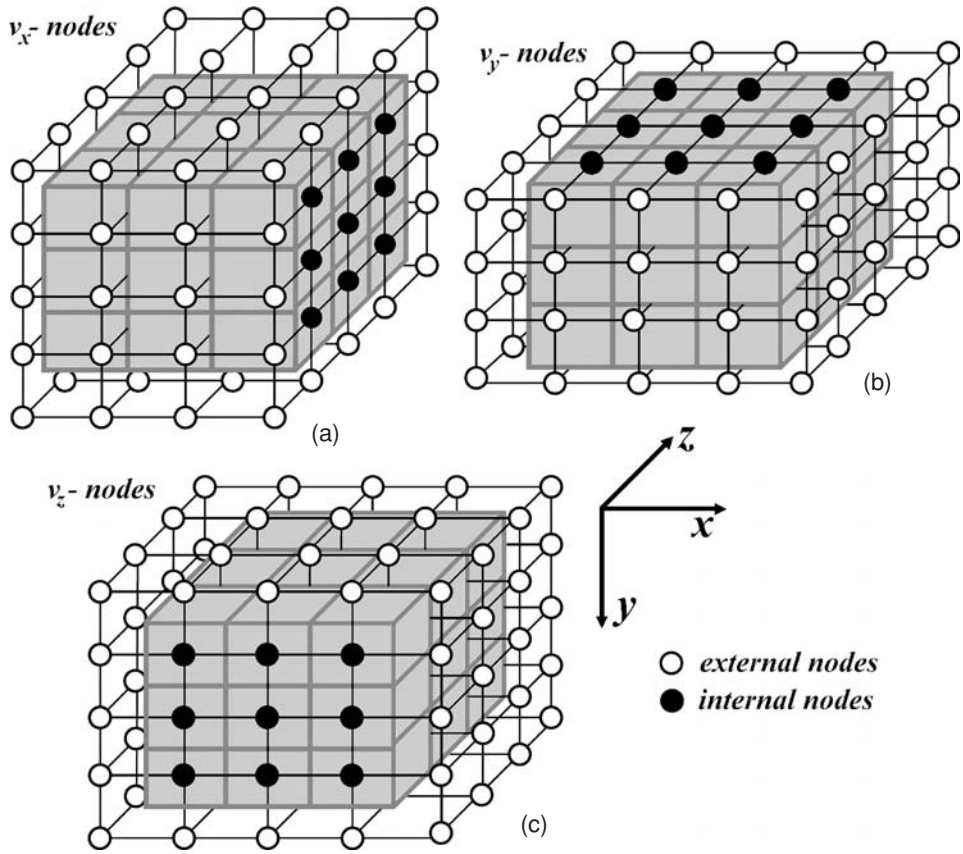 vx- nodes
vy- nodes
(a)
(b)
vz- nodes
z
x
y
external nodes
internal nodes
(c)